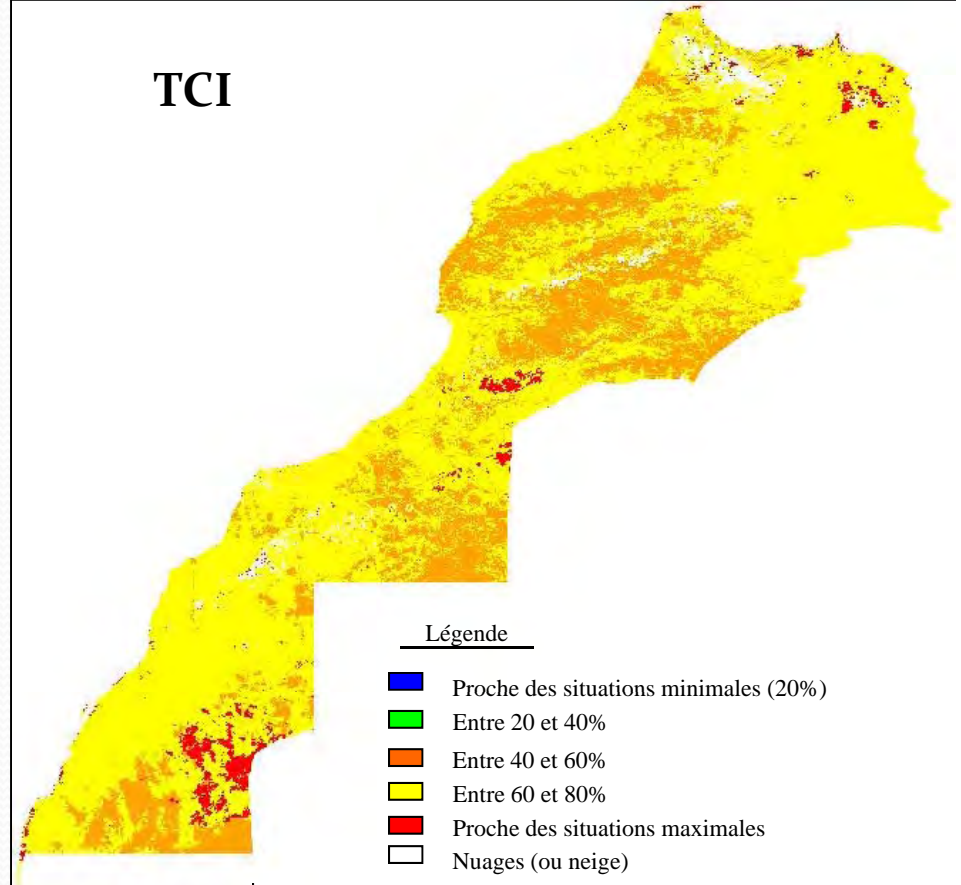 TCI
Légende
Proche des situations minimales (20%)
Entre 20 et 40%
Entre 40 et 60%
Entre 60 et 80%
Proche des situations maximales
Nuages (ou neige)